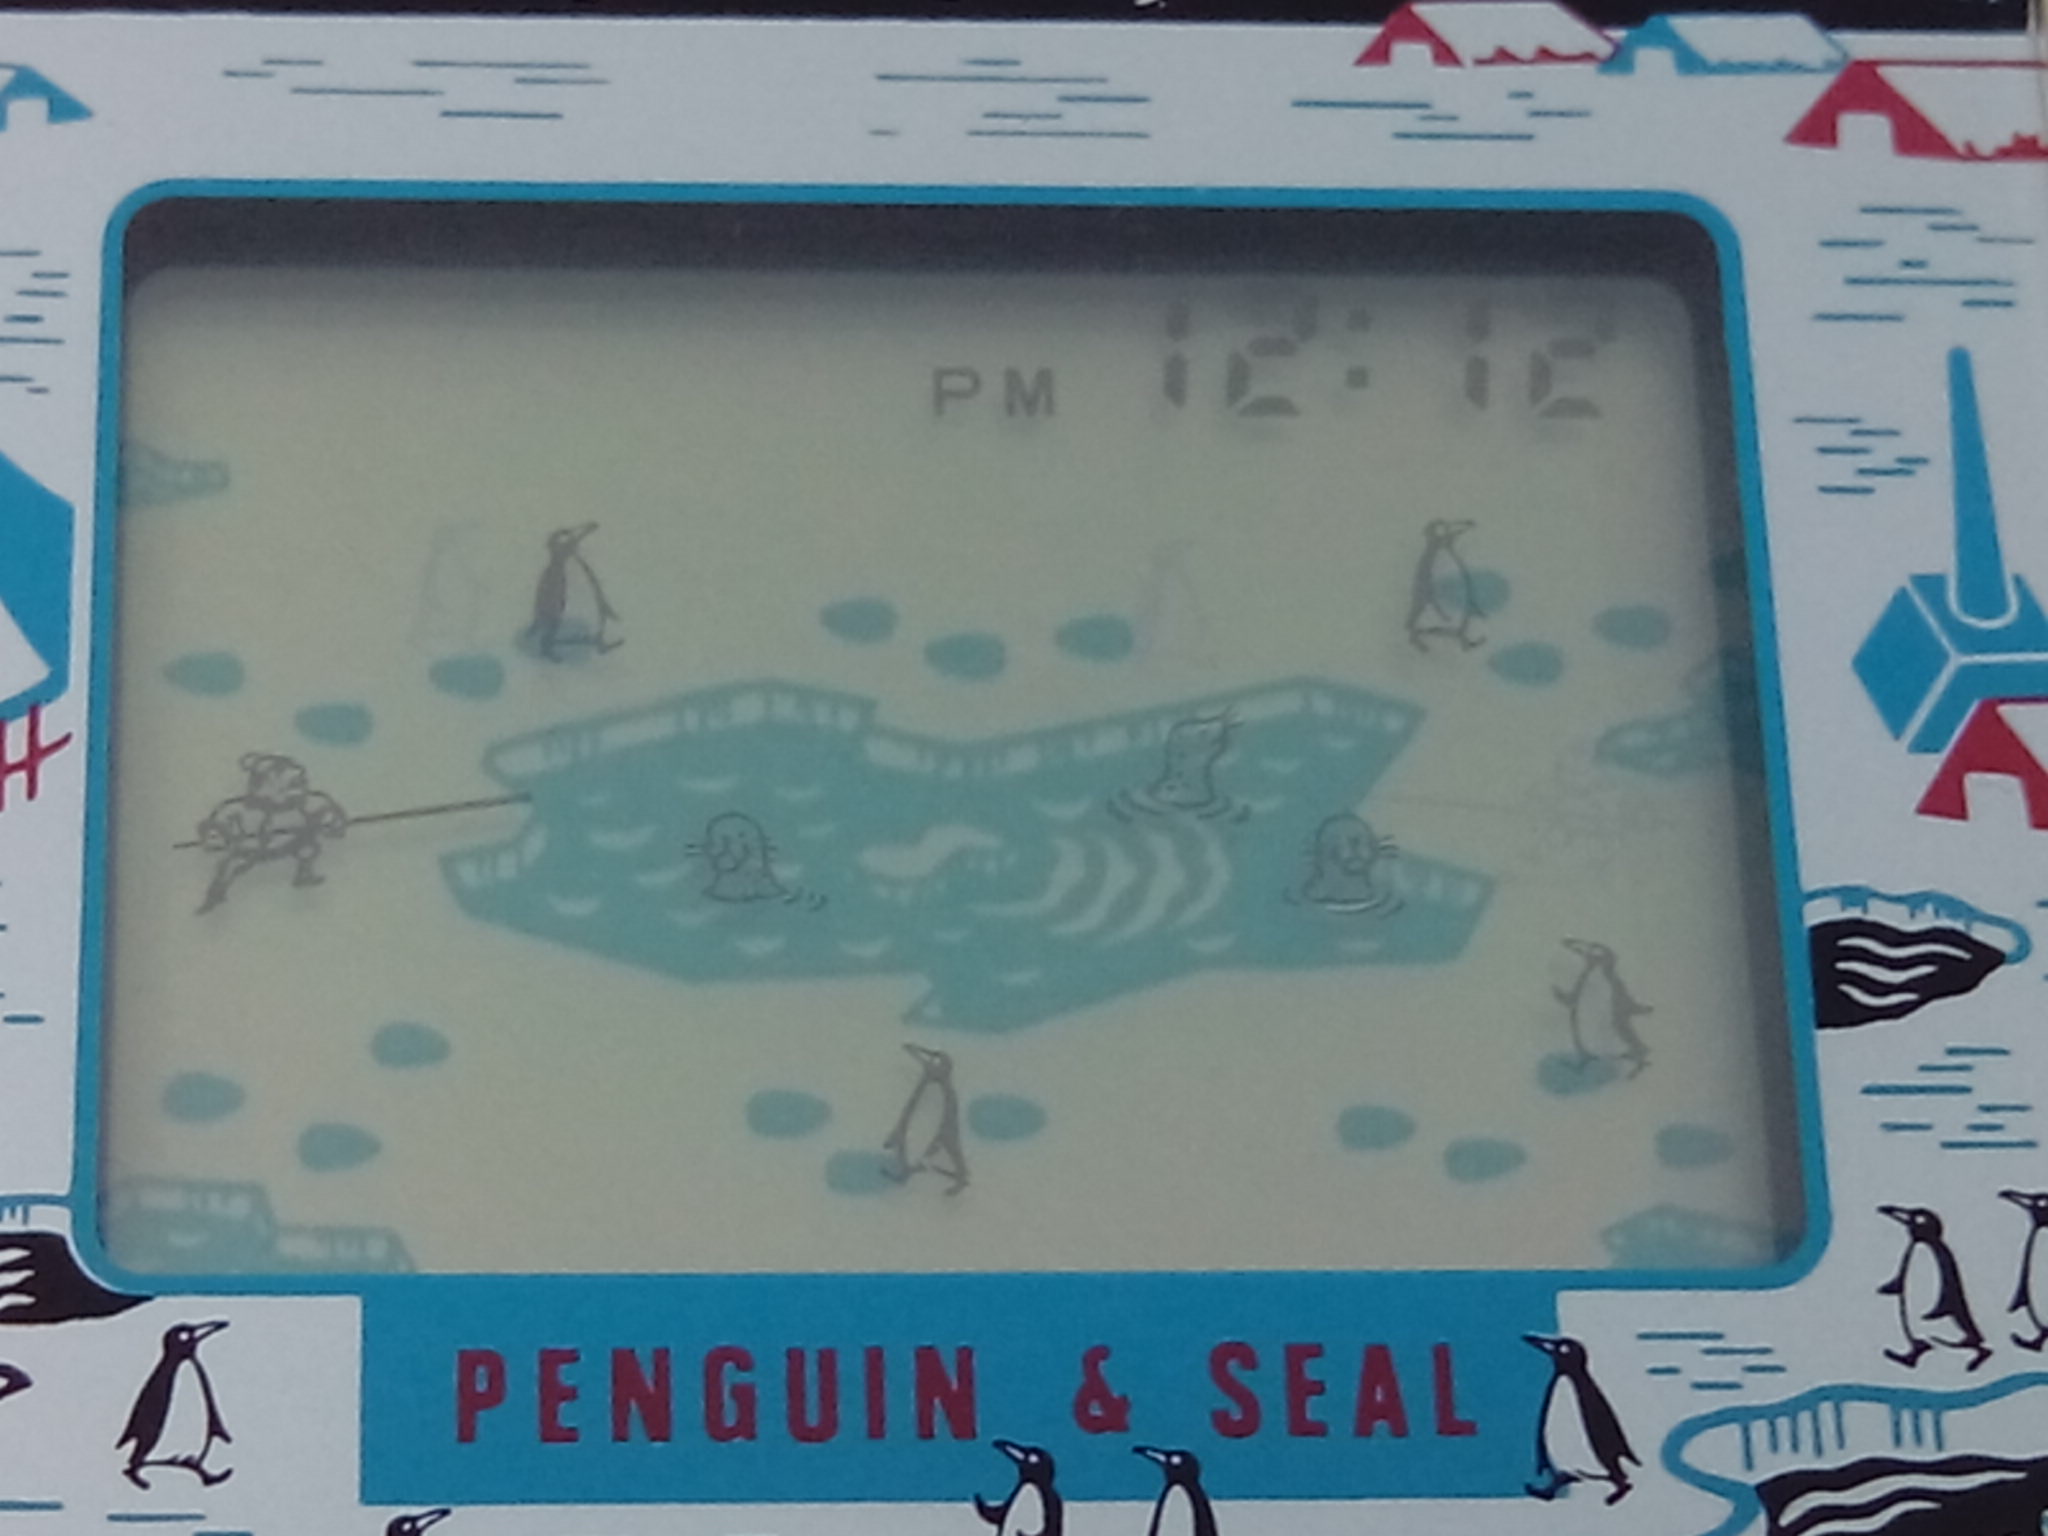 PM 12:12
PENGUIN & SEAL